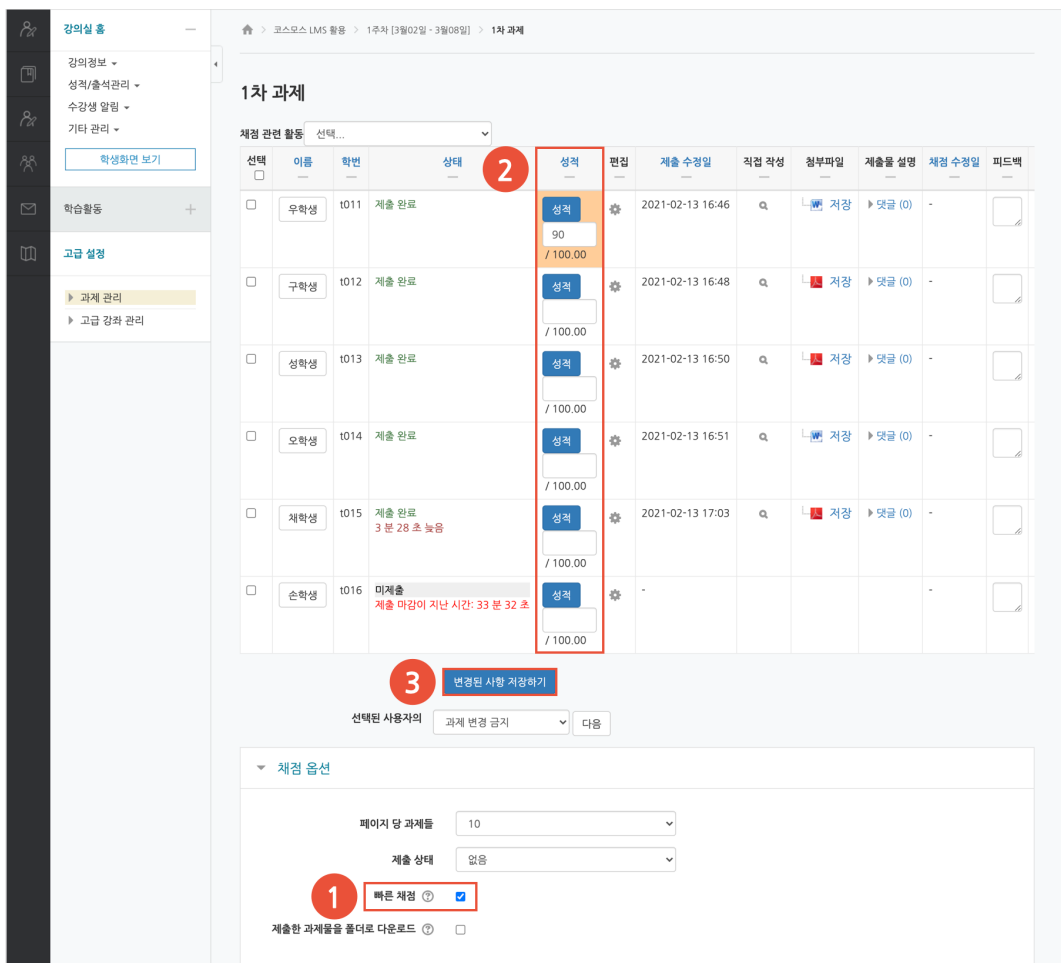 강의실 홈
강의정보
성적/출석관리
수강생 알림
기타 관리
학생화면 보기
학습활동
고급 설정
과제 관리
고급 강좌 관리
코스모스 LMS 활용 > 1주차 [3월02일 - 3월08일] > 1차 과제
1차 과제
채점 관련 활동 선택...
선택 이름 학번 상태 2 성적 편집 제출 수정일 직접 작성 첨부파일 제출물 설명 채점 수정일 피드백
우학생 t011 제출 완료 성적 2021-02-13 16:46 저장 댓글 (0) -
90
/ 100.00
구학생 t012 제출 완료 성적 2021-02-13 16:48 저장 댓글 (0) -
/ 100.00
성학생 t013 제출 완료 성적 2021-02-13 16:50 저장 댓글 (0) -
/ 100.00
오학생 t014 제출 완료 성적 2021-02-13 16:51 저장 댓글 (0) -
/ 100.00
채학생 t015 제출 완료 성적 2021-02-13 17:03 저장 댓글 (0) -
3 분 28 초 늦음
/ 100.00
손학생 t016 미제출 성적 - -
제출 마감이 지난 시간: 33 분 32 초
/ 100.00
3 변경된 사항 저장하기
선택된 사용자의 과제 변경 금지 다음
채점 옵션
페이지 당 과제들 10
제출 상태 없음
1 빠른 채점
제출한 과제물을 폴더로 다운로드